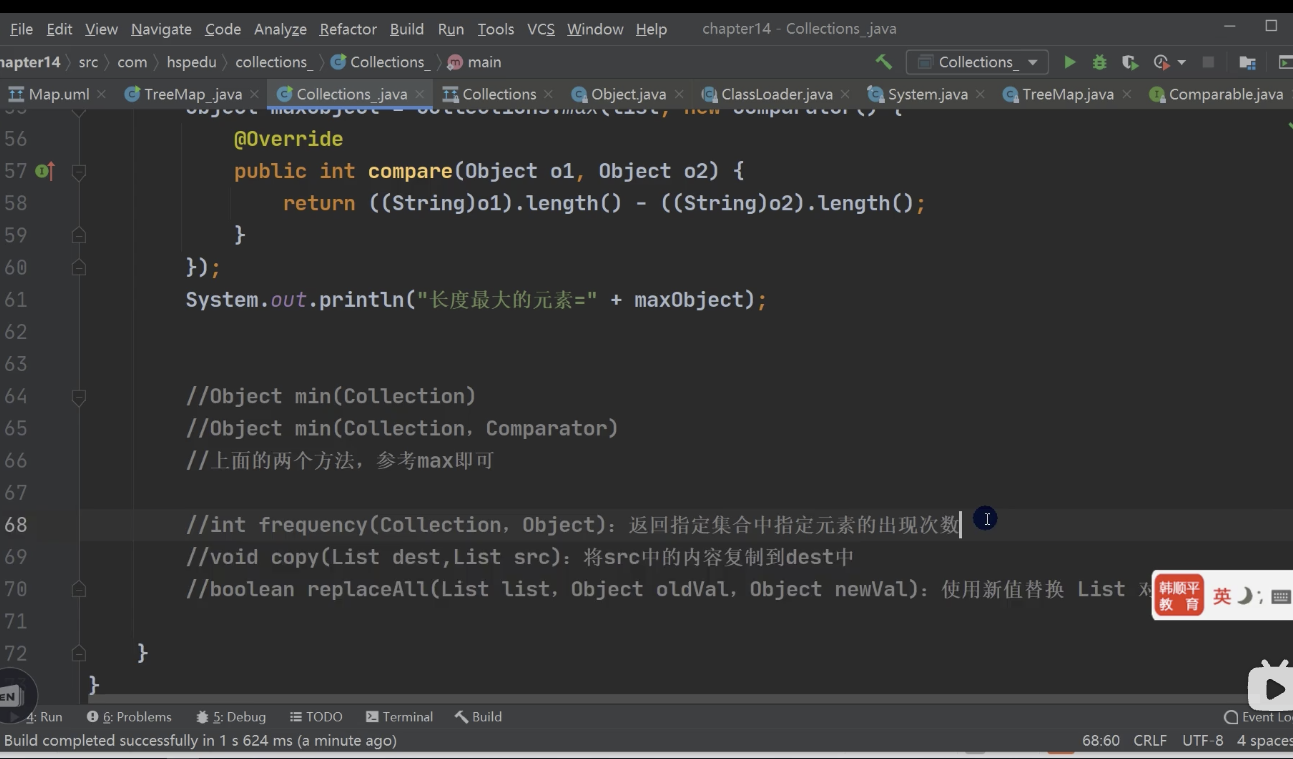 File Edit View Navigate Code Analyze Refactor Build Run Tools VCS Window Help chapter14 - Collections_.java
hapter14 src com hspedu collections_ Collections_ main Collections_
Map.uml TreeMap_.java Collections_.java Collections Object.java ClassLoader.java System.java TreeMap.java Comparable.java
55 Object maxObject = Collections.max(list, new Comparator() {
56 @Override
57 public int compare(Object o1, Object o2) {
58 return ((String)o1).length() - ((String)o2).length();
59 }
60 });
61 System.out.println("长度最大的元素=" + maxObject);
62
63
64 //Object min(Collection)
65 //Object min(Collection，Comparator)
66 //上面的两个方法，参考max即可
67
68 //int frequency(Collection，Object)：返回指定集合中指定元素的出现次数
69 //void copy(List dest,List src)：将src中的内容复制到dest中
70 //boolean replaceAll(List list，Object oldVal，Object newVal)：使用新值替换 List 对
韩顺平
教 育
英
71
72 }
}
EN
4: Run 6: Problems 5: Debug TODO Terminal Build Event Lo
Build completed successfully in 1 s 624 ms (a minute ago) 68:60 CRLF UTF-8 4 spaces